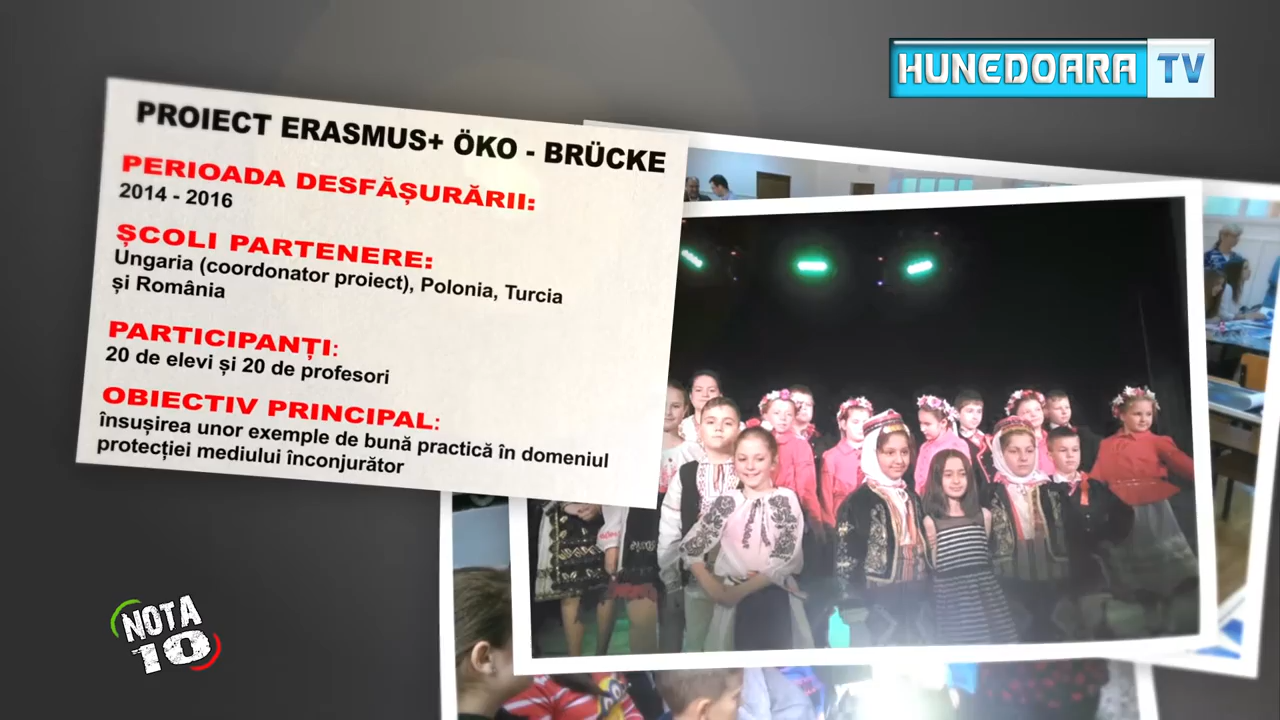 HUNEDOARA TV
PROIECT ERASMUS+ ÖKO - BRÜCKE
PERIOADA DESFĂȘURĂRII:
2014 - 2016
ȘCOLI PARTENERE:
Ungaria (coordonator proiect), Polonia, Turcia
și România
PARTICIPANȚI:
20 de elevi și 20 de profesori
OBIECTIV PRINCIPAL:
însușirea unor exemple de bună practică în domeniul
protecției mediului înconjurător
NOTA
10